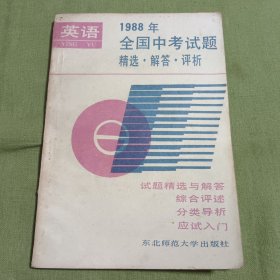 英语
YING YU
1988 年
全国中考试题
精选·解答·评析
试题精选与解答
综合评述
分类导析
应试入门
东北师范大学出版社